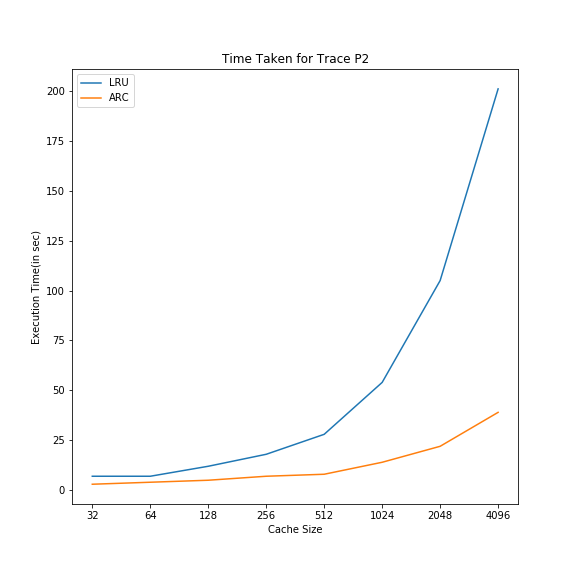 Time Taken for Trace P2
LRU
ARC
200
175
150
125
100
75
50
25
0
Execution Time(in sec)
32 64 128 256 512 1024 2048 4096
Cache Size